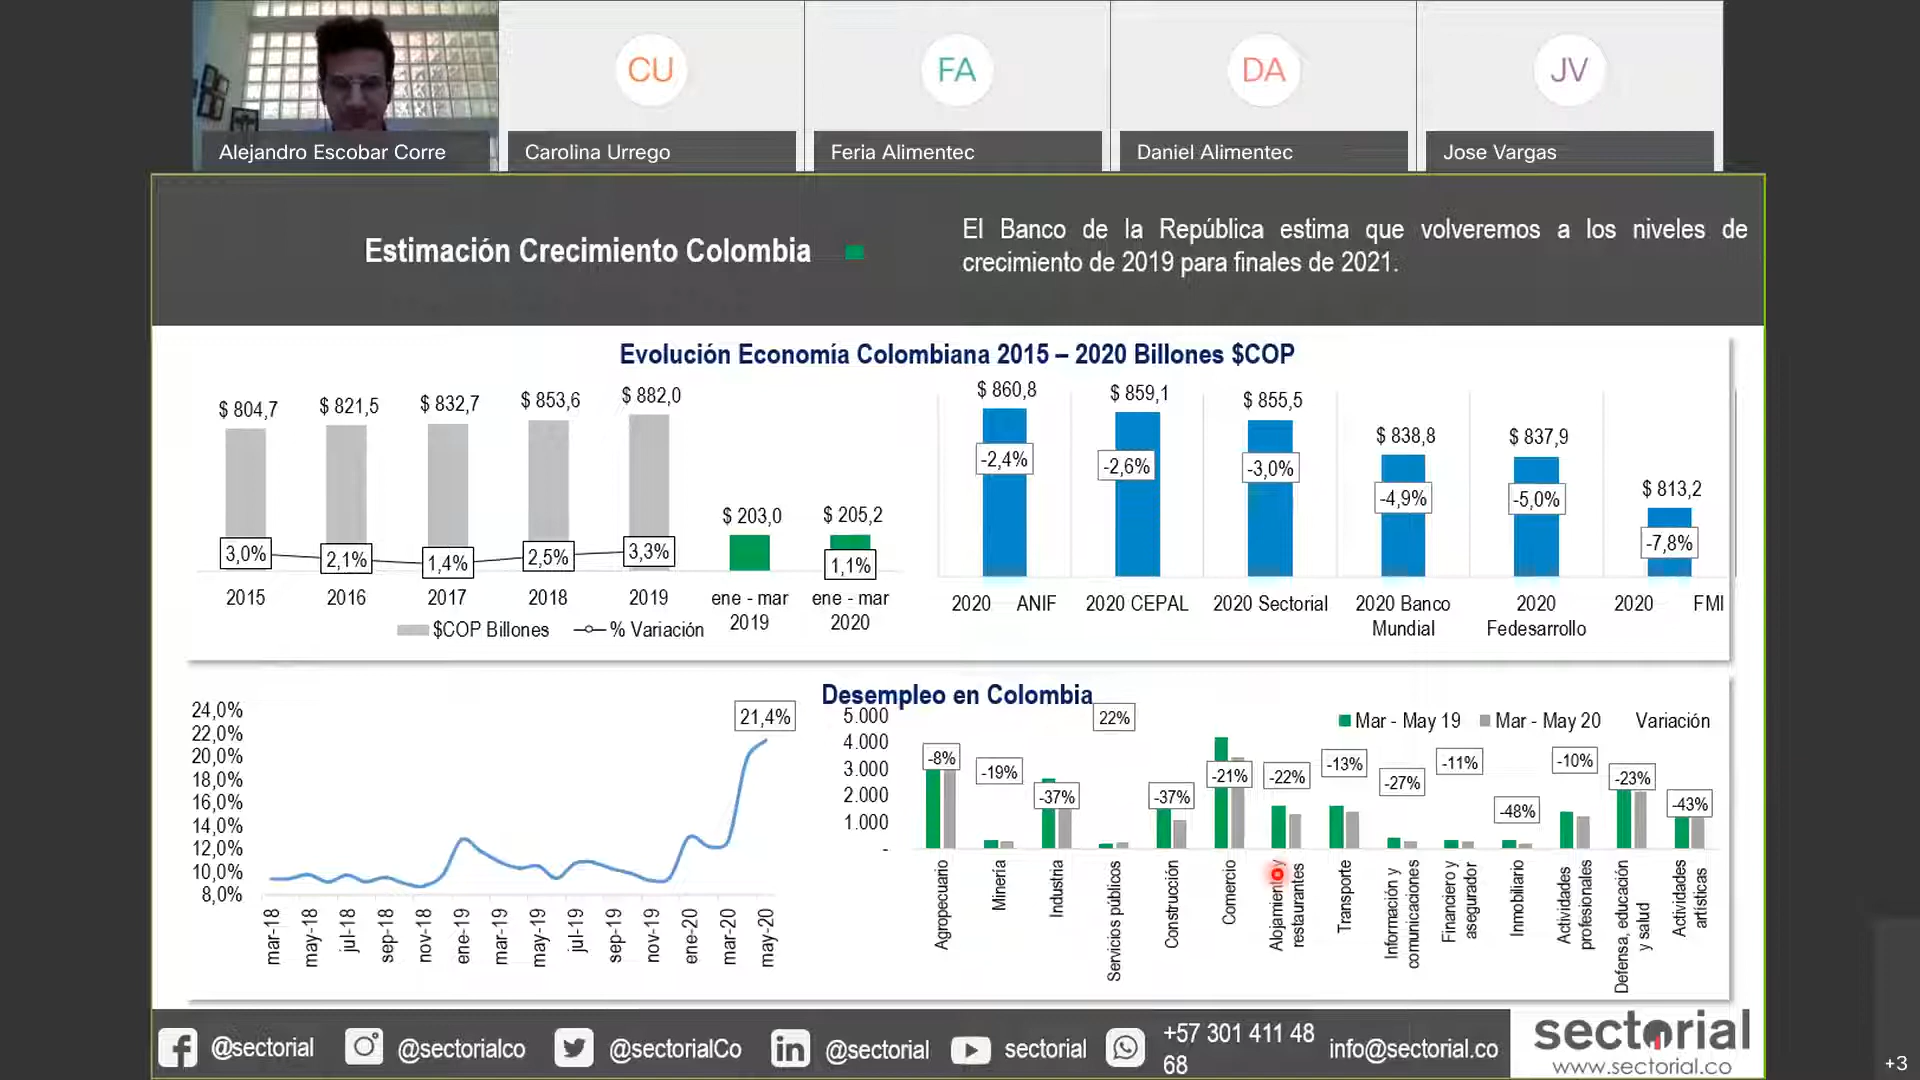 CU
FA
DA
JV
Alejandro Escobar Corre
Carolina Urrego
Feria Alimentec
Daniel Alimentec
Jose Vargas
Estimación Crecimiento Colombia
El Banco de la República estima que volveremos a los niveles de
crecimiento de 2019 para finales de 2021.
Evolución Economía Colombiana 2015 – 2020 Billones $COP
$ 804,7
$ 821,5
$ 832,7
$ 853,6
$ 882,0
$ 203,0
$ 205,2
3,0%
2,1%
1,4%
2,5%
3,3%
1,1%
2015
2016
2017
2018
2019
ene - mar
2019
ene - mar
2020
$COP Billones
% Variación
$ 860,8
$ 859,1
$ 855,5
$ 838,8
$ 837,9
$ 813,2
-2,4%
-2,6%
-3,0%
-4,9%
-5,0%
-7,8%
2020 ANIF
2020 CEPAL
2020 Sectorial
2020 Banco
Mundial
2020
Fedesarrollo
2020 FMI
Desempleo en Colombia
24,0%
22,0%
20,0%
18,0%
16,0%
14,0%
12,0%
10,0%
8,0%
21,4%
mar-18
may-18
jul-18
sep-18
nov-18
ene-19
mar-19
may-19
jul-19
sep-19
nov-19
ene-20
mar-20
may-20
5.000
4.000
3.000
2.000
1.000
-
Mar - May 19
Mar - May 20
Variación
-8%
-19%
-37%
22%
-37%
-21%
-22%
-13%
-27%
-11%
-48%
-10%
-23%
-43%
Agropecuario
Minería
Industria
Servicios públicos
Construcción
Comercio
Alojamiento y
restaurantes
Transporte
Información y
comunicaciones
Financiero y
asegurador
Inmobiliario
Actividades
profesionales
Defensa, educación
y salud
Actividades
artísticas
@sectorial
@sectorialco
@sectorialCo
@sectorial
sectorial
+57 301 411 48
68
info@sectorial.co
sectorial
www.sectorial.co
+3